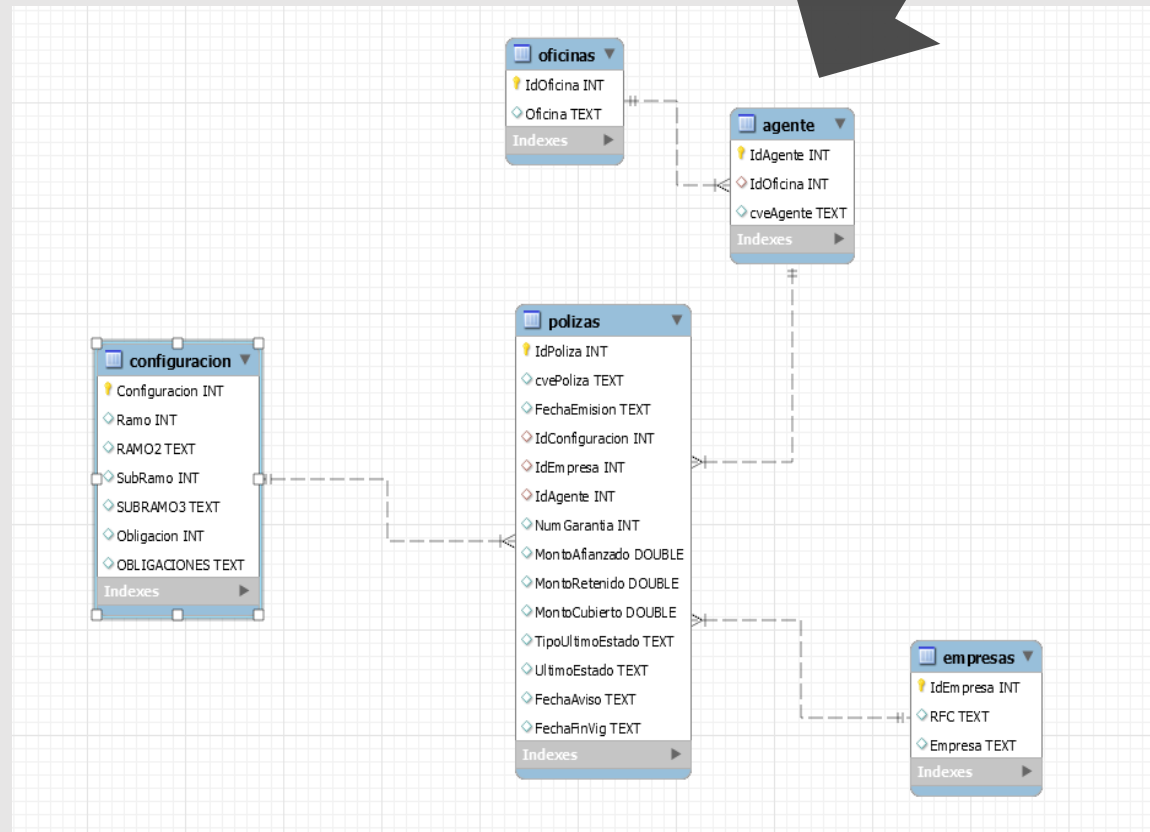 oficinas
IdOficina INT
Oficina TEXT
Indexes
agente
IdAgente INT
IdOficina INT
cveAgente TEXT
Indexes
configuracion
Configuracion INT
Ramo INT
RAMO2 TEXT
SubRamo INT
SUBRAMO3 TEXT
Obligacion INT
OBLIGACIONES TEXT
Indexes
polizas
IdPoliza INT
cvePoliza TEXT
FechaEmision TEXT
IdConfiguracion INT
IdEmpresa INT
IdAgente INT
NumGarantia INT
MontoAfianzado DOUBLE
MontoRetenido DOUBLE
MontoCubierto DOUBLE
TipoUltimoEstado TEXT
UltimoEstado TEXT
FechaAviso TEXT
FechaFinVig TEXT
Indexes
empresas
IdEmpresa INT
RFC TEXT
Empresa TEXT
Indexes